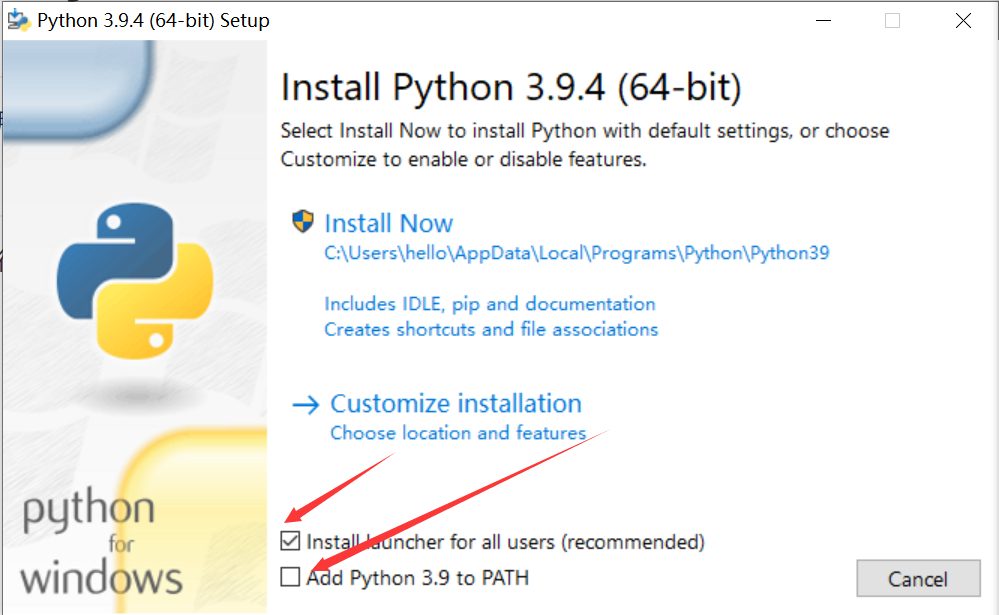 Python 3.9.4 (64-bit) Setup
Install Python 3.9.4 (64-bit)
Select Install Now to install Python with default settings, or choose
Customize to enable or disable features.
Install Now
C:\Users\hello\AppData\Local\Programs\Python\Python39
Includes IDLE, pip and documentation
Creates shortcuts and file associations
Customize installation
Choose location and features
python
for
windows
Install launcher for all users (recommended)
Add Python 3.9 to PATH
Cancel